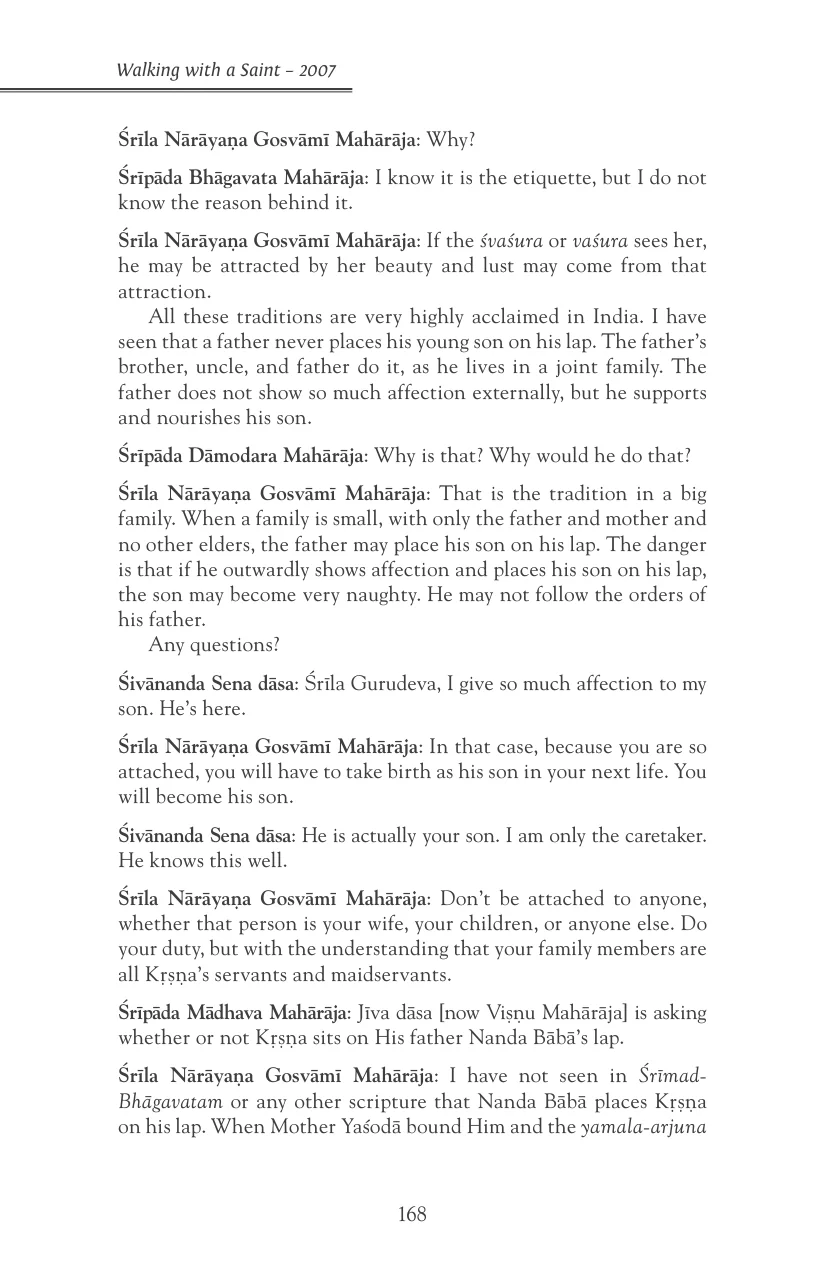 Walking with a Saint – 2007
Śrīla Nārāyaṇa Gosvāmī Mahārāja: Why?
Śrīpāda Bhāgavata Mahārāja: I know it is the etiquette, but I do not
know the reason behind it.
Śrīla Nārāyaṇa Gosvāmī Mahārāja: If the śvaśura or vaśura sees her,
he may be attracted by her beauty and lust may come from that
attraction.
All these traditions are very highly acclaimed in India. I have
seen that a father never places his young son on his lap. The father’s
brother, uncle, and father do it, as he lives in a joint family. The
father does not show so much affection externally, but he supports
and nourishes his son.
Śrīpāda Dāmodara Mahārāja: Why is that? Why would he do that?
Śrīla Nārāyaṇa Gosvāmī Mahārāja: That is the tradition in a big
family. When a family is small, with only the father and mother and
no other elders, the father may place his son on his lap. The danger
is that if he outwardly shows affection and places his son on his lap,
the son may become very naughty. He may not follow the orders of
his father.
Any questions?
Śivānanda Sena dāsa: Śrīla Gurudeva, I give so much affection to my
son. He’s here.
Śrīla Nārāyaṇa Gosvāmī Mahārāja: In that case, because you are so
attached, you will have to take birth as his son in your next life. You
will become his son.
Śivānanda Sena dāsa: He is actually your son. I am only the caretaker.
He knows this well.
Śrīla Nārāyaṇa Gosvāmī Mahārāja: Don’t be attached to anyone,
whether that person is your wife, your children, or anyone else. Do
your duty, but with the understanding that your family members are
all Kṛṣṇa’s servants and maidservants.
Śrīpāda Mādhava Mahārāja: Jīva dāsa [now Viṣṇu Mahārāja] is asking
whether or not Kṛṣṇa sits on His father Nanda Bābā’s lap.
Śrīla Nārāyaṇa Gosvāmī Mahārāja: I have not seen in Śrīmad-
Bhāgavatam or any other scripture that Nanda Bābā places Kṛṣṇa
on his lap. When Mother Yaśodā bound Him and the yamala-arjuna
168